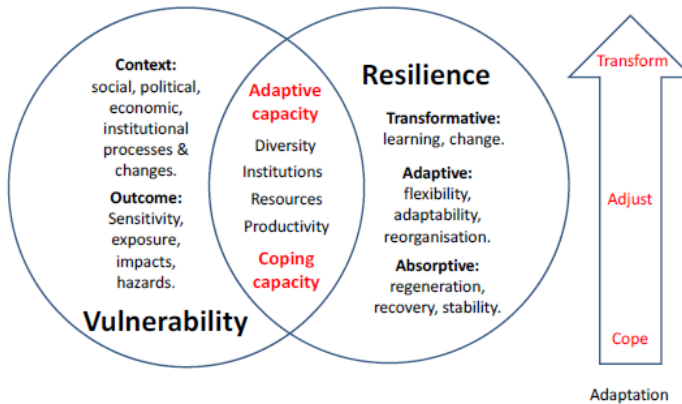 Context:
social, political,
economic,
institutional
processes &
changes.
Outcome:
Sensitivity,
exposure,
impacts,
hazards.
Vulnerability
Adaptive
capacity
Diversity
Institutions
Resources
Productivity
Coping
capacity
Resilience
Transformative:
learning, change.
Adaptive:
flexibility,
adaptability,
reorganisation.
Absorptive:
regeneration,
recovery, stability.
Transform
Adjust
Cope
Adaptation